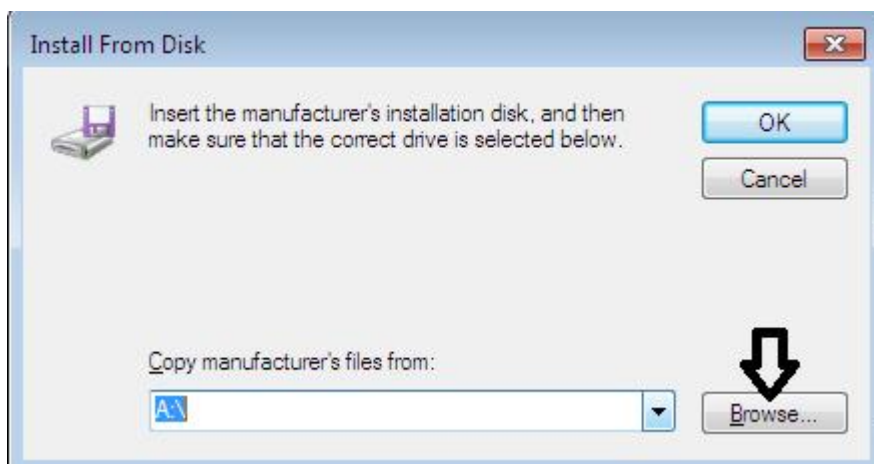 Install From Disk
Insert the manufacturer's installation disk, and then
make sure that the correct drive is selected below.
OK
Cancel
Copy manufacturer's files from:
A:\
Browse...